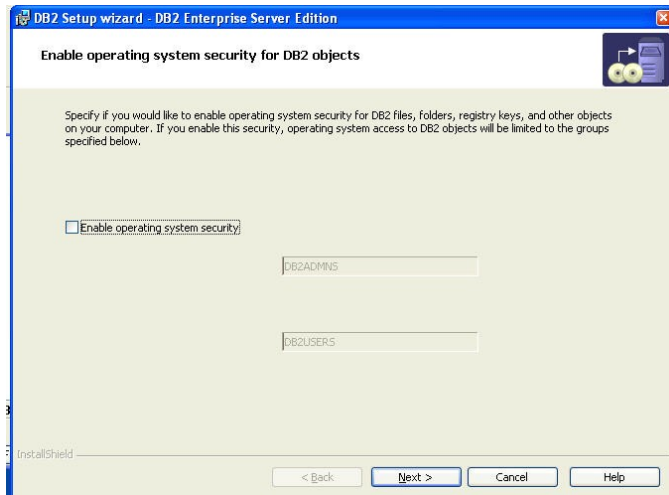 DB2 Setup wizard - DB2 Enterprise Server Edition
Enable operating system security for DB2 objects
Specify if you would like to enable operating system security for DB2 files, folders, registry keys, and other objects
on your computer. If you enable this security, operating system access to DB2 objects will be limited to the groups
specified below.
Enable operating system security
DB2ADMNS
DB2USERS
InstallShield
< Back
Next >
Cancel
Help